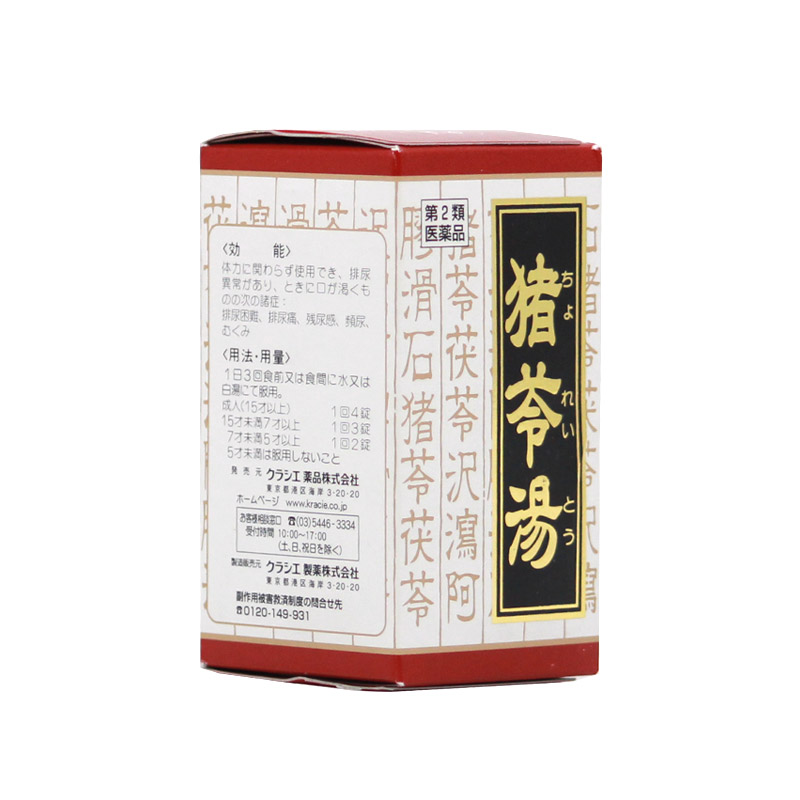 〈効　能〉
体力に関わらず使用でき、排尿
異常があり、ときに口が渇くも
のの次の諸症：
排尿困難、排尿痛、残尿感、頻尿、
むくみ
〈用法・用量〉
1日3回食前又は食間に水又は
白湯にて服用。
成人(15才以上) 1回4錠
15才未満7才以上 1回3錠
7才未満5才以上 1回2錠
5才未満は服用しないこと
発売元 クラシエ薬品株式会社
東京都港区海岸 3-20-20
ホームページ www.kracie.co.jp
お客様相談窓口 ☎(03)5446-3334
受付時間 10:00〜17:00
(土、日、祝日を除く)
製造販売元 クラシエ製薬株式会社
東京都港区海岸 3-20-20
副作用被害救済制度の問合せ先
☎0120-149-931
第2類
医薬品
猪苓湯
ちょれいとう
猪苓茯苓沢瀉阿
膠滑石猪苓茯苓